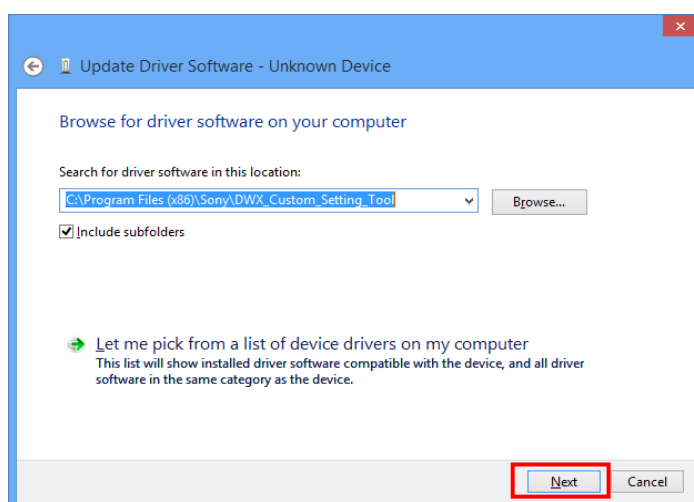 Update Driver Software - Unknown Device
Browse for driver software on your computer
Search for driver software in this location:
C:\Program Files (x86)\Sony\DWX_Custom_Setting_Tool
Browse...
Include subfolders
Let me pick from a list of device drivers on my computer
This list will show installed driver software compatible with the device, and all driver
software in the same category as the device.
Next
Cancel